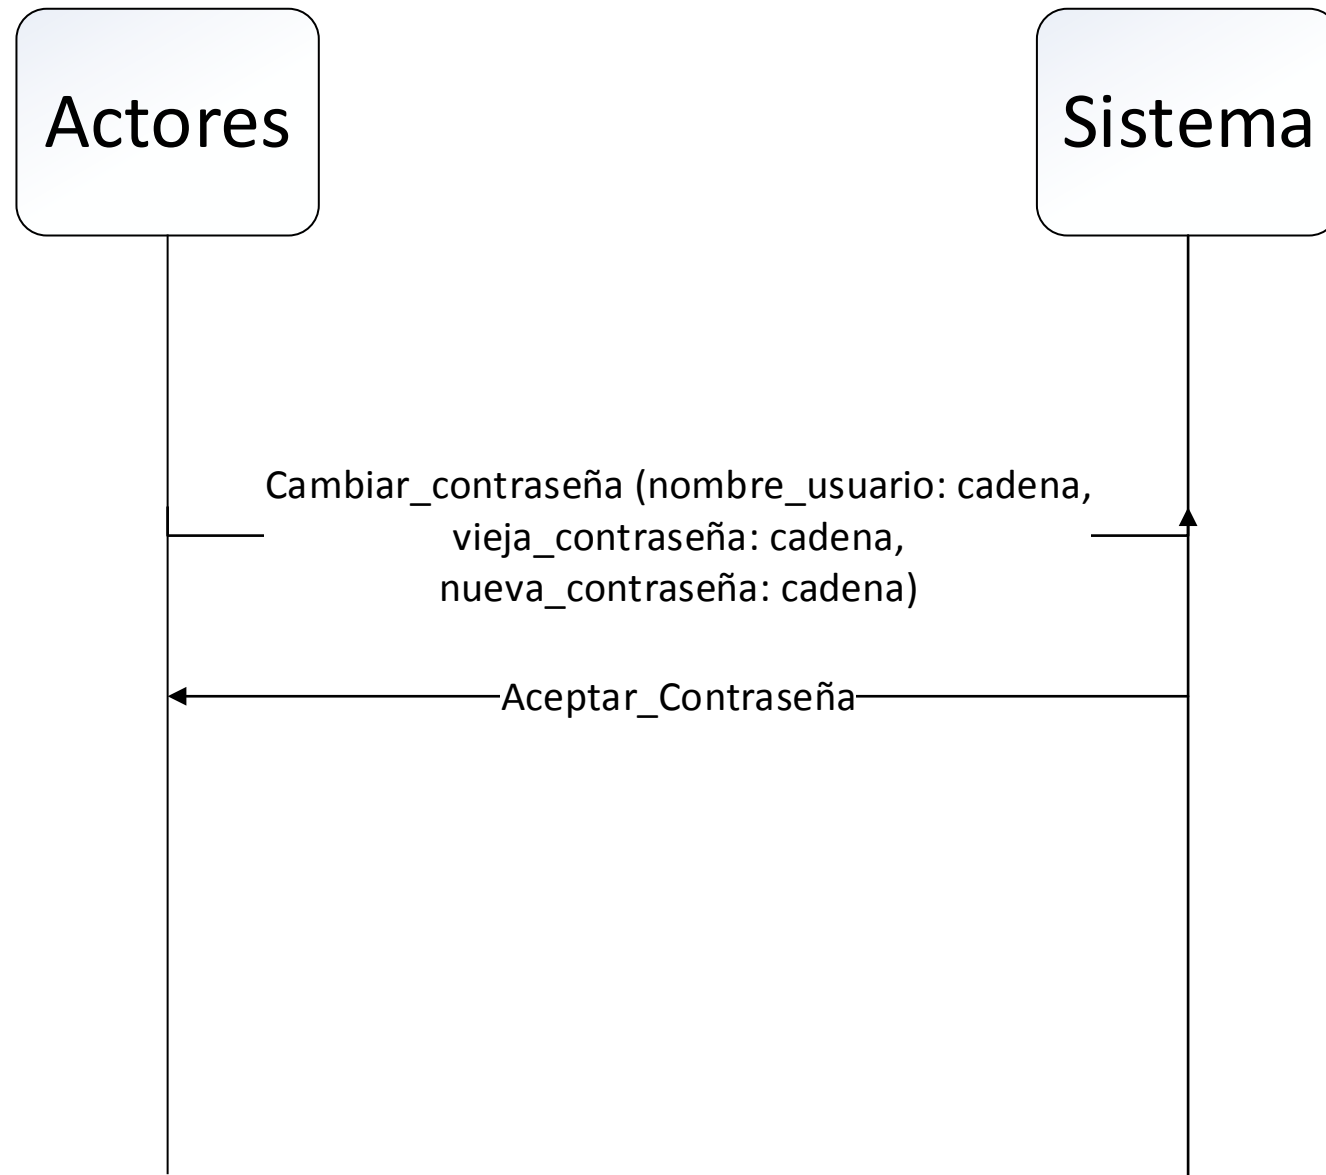 Actores
Sistema
Cambiar_contraseña (nombre_usuario: cadena,
vieja_contraseña: cadena,
nueva_contraseña: cadena)
Aceptar_Contraseña